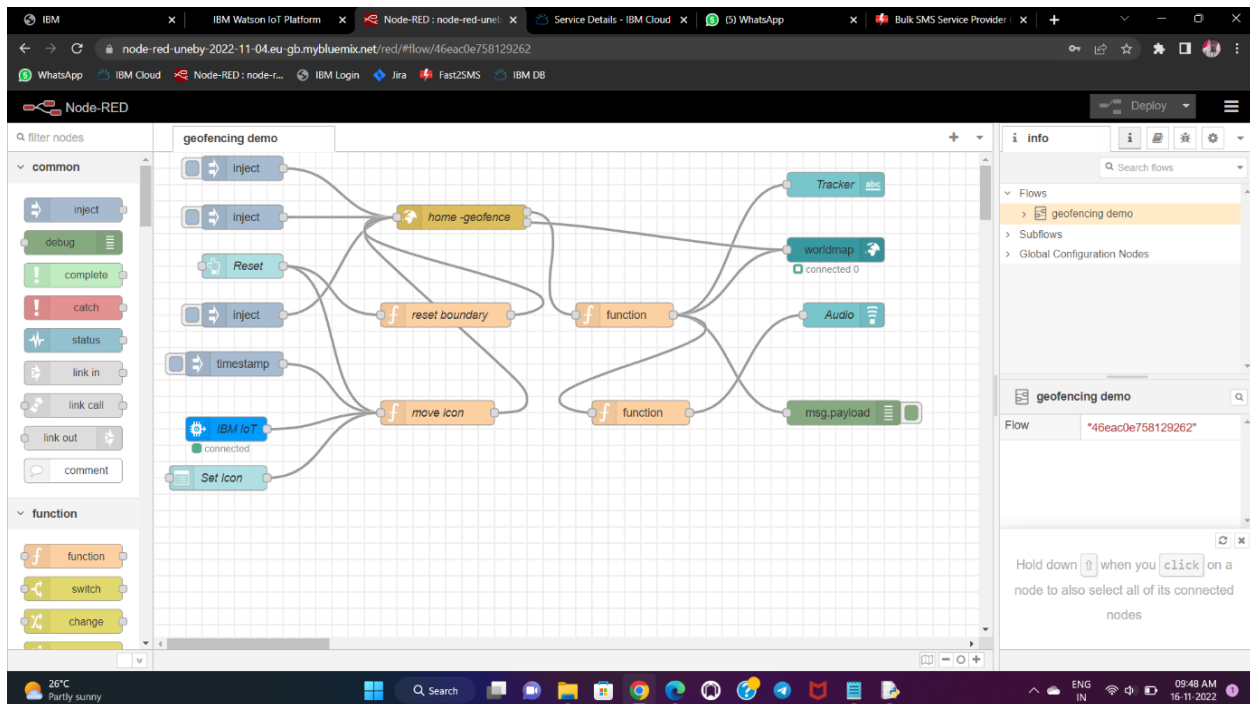 IBM
IBM Watson IoT Platform
Node-RED : node-red-uneb
Service Details - IBM Cloud
(5) WhatsApp
Bulk SMS Service Provider (
node-red-uneby-2022-11-04.eu-gb.mybluemix.net/red/#flow/46eac0e758129262
WhatsApp
IBM Cloud
Node-RED : node-r...
IBM Login
Jira
Fast2SMS
IBM DB
Node-RED
Deploy
filter nodes
common
inject
debug
complete
catch
status
link in
link call
link out
comment
function
function
switch
change
geofencing demo
inject
inject
Reset
inject
timestamp
IBM IoT
connected
Set Icon
home -geofence
reset boundary
move icon
function
function
Tracker
abc
worldmap
connected 0
Audio
msg.payload
info
Search flows
Flows
geofencing demo
Subflows
Global Configuration Nodes
geofencing demo
Flow "46eac0e758129262"
Hold down ⇧ when you click on a
node to also select all of its connected
nodes
26°C
Partly sunny
Search
ENG
IN
09:48 AM
16-11-2022
1